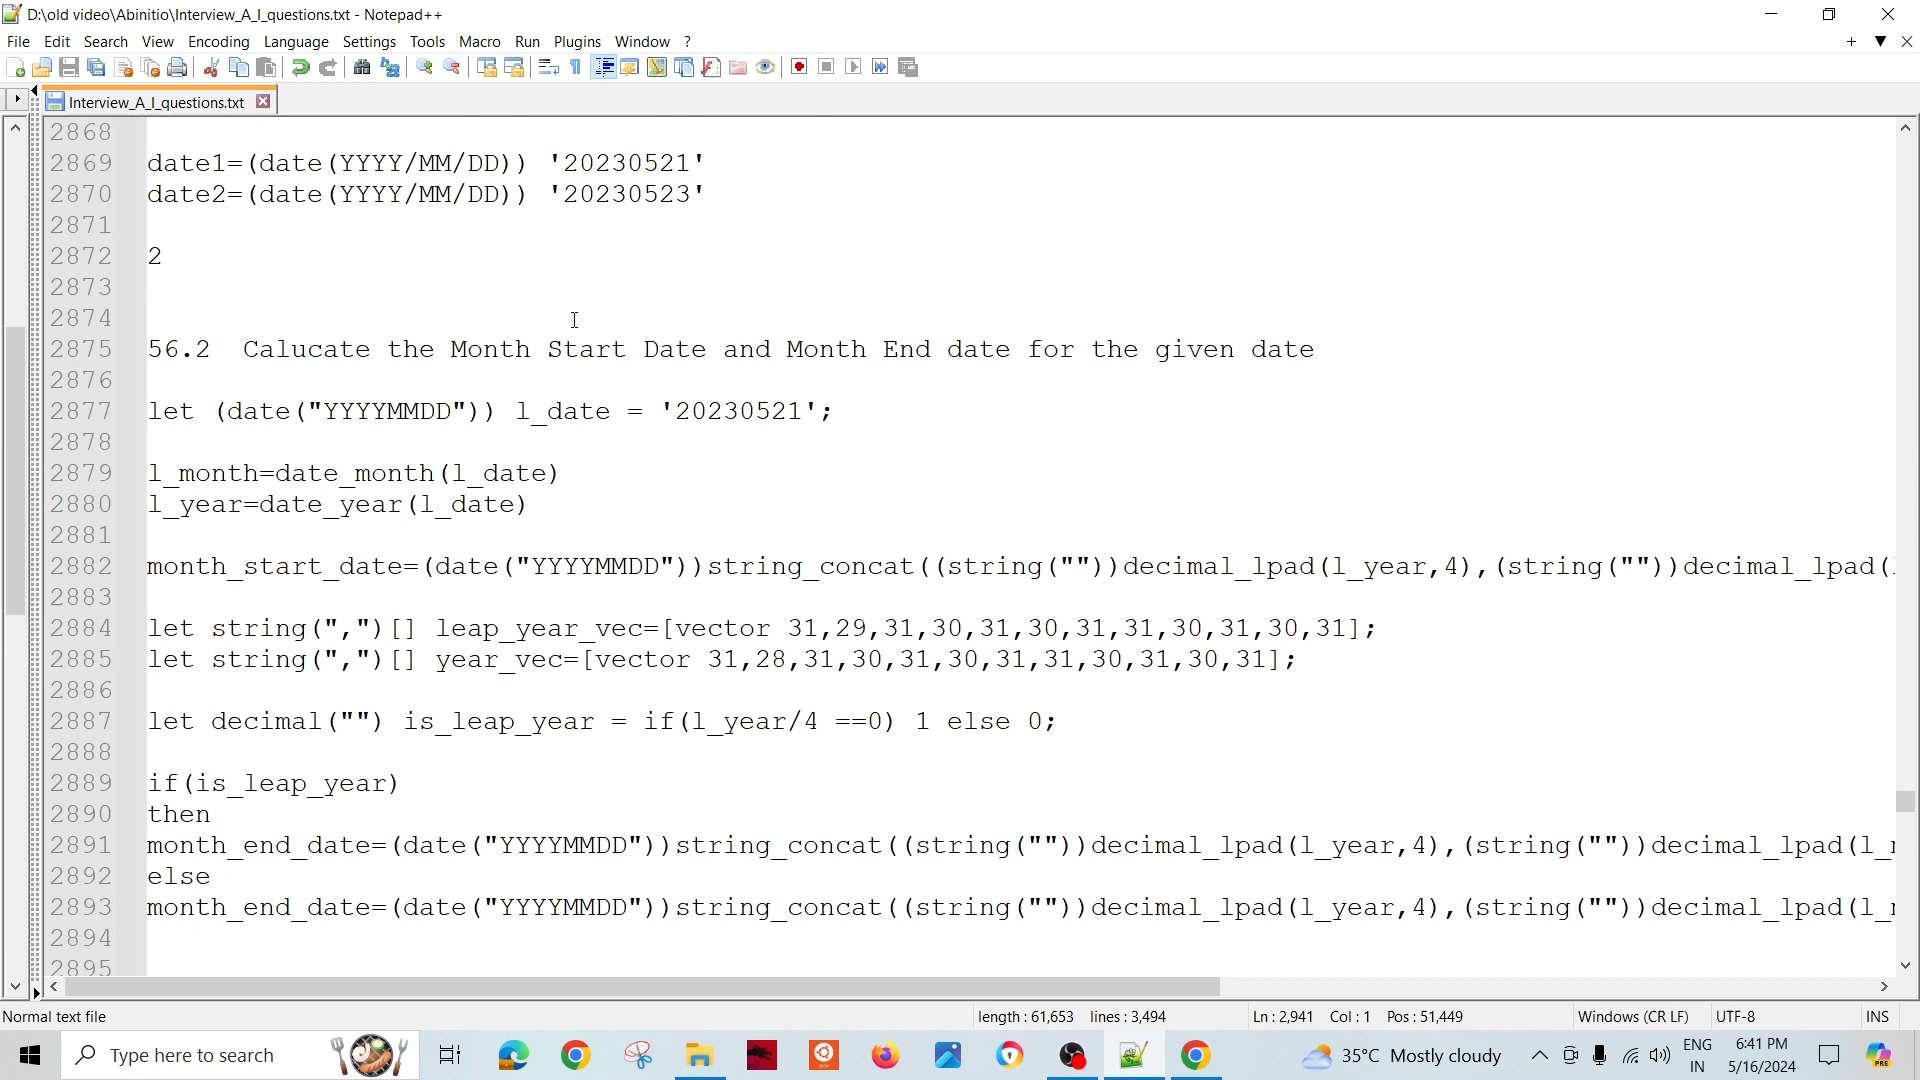 D:\old video\Abinitio\Interview_A_I_questions.txt - Notepad++
File Edit Search View Encoding Language Settings Tools Macro Run Plugins Window ?
Interview_A_I_questions.txt
2868
2869 date1=(date(YYYY/MM/DD)) '20230521'
2870 date2=(date(YYYY/MM/DD)) '20230523'
2871
2872 2
2873
2874
2875 56.2  Calucate the Month Start Date and Month End date for the given date
2876
2877 let (date("YYYYMMDD")) l_date = '20230521';
2878
2879 l_month=date_month(l_date)
2880 l_year=date_year(l_date)
2881
2882 month_start_date=(date("YYYYMMDD"))string_concat((string(""))decimal_lpad(l_year,4),(string(""))decimal_lpad(
2883
2884 let string(",")[] leap_year_vec=[vector 31,29,31,30,31,30,31,31,30,31,30,31];
2885 let string(",")[] year_vec=[vector 31,28,31,30,31,30,31,31,30,31,30,31];
2886
2887 let decimal("") is_leap_year = if(l_year/4 ==0) 1 else 0;
2888
2889 if(is_leap_year)
2890 then
2891 month_end_date=(date("YYYYMMDD"))string_concat((string(""))decimal_lpad(l_year,4),(string(""))decimal_lpad(l_
2892 else
2893 month_end_date=(date("YYYYMMDD"))string_concat((string(""))decimal_lpad(l_year,4),(string(""))decimal_lpad(l_
2894
2895
Normal text file length : 61,653 lines : 3,494 Ln : 2,941 Col : 1 Pos : 51,449 Windows (CR LF) UTF-8 INS
Type here to search 35°C Mostly cloudy ENG IN 6:41 PM 5/16/2024 PRE